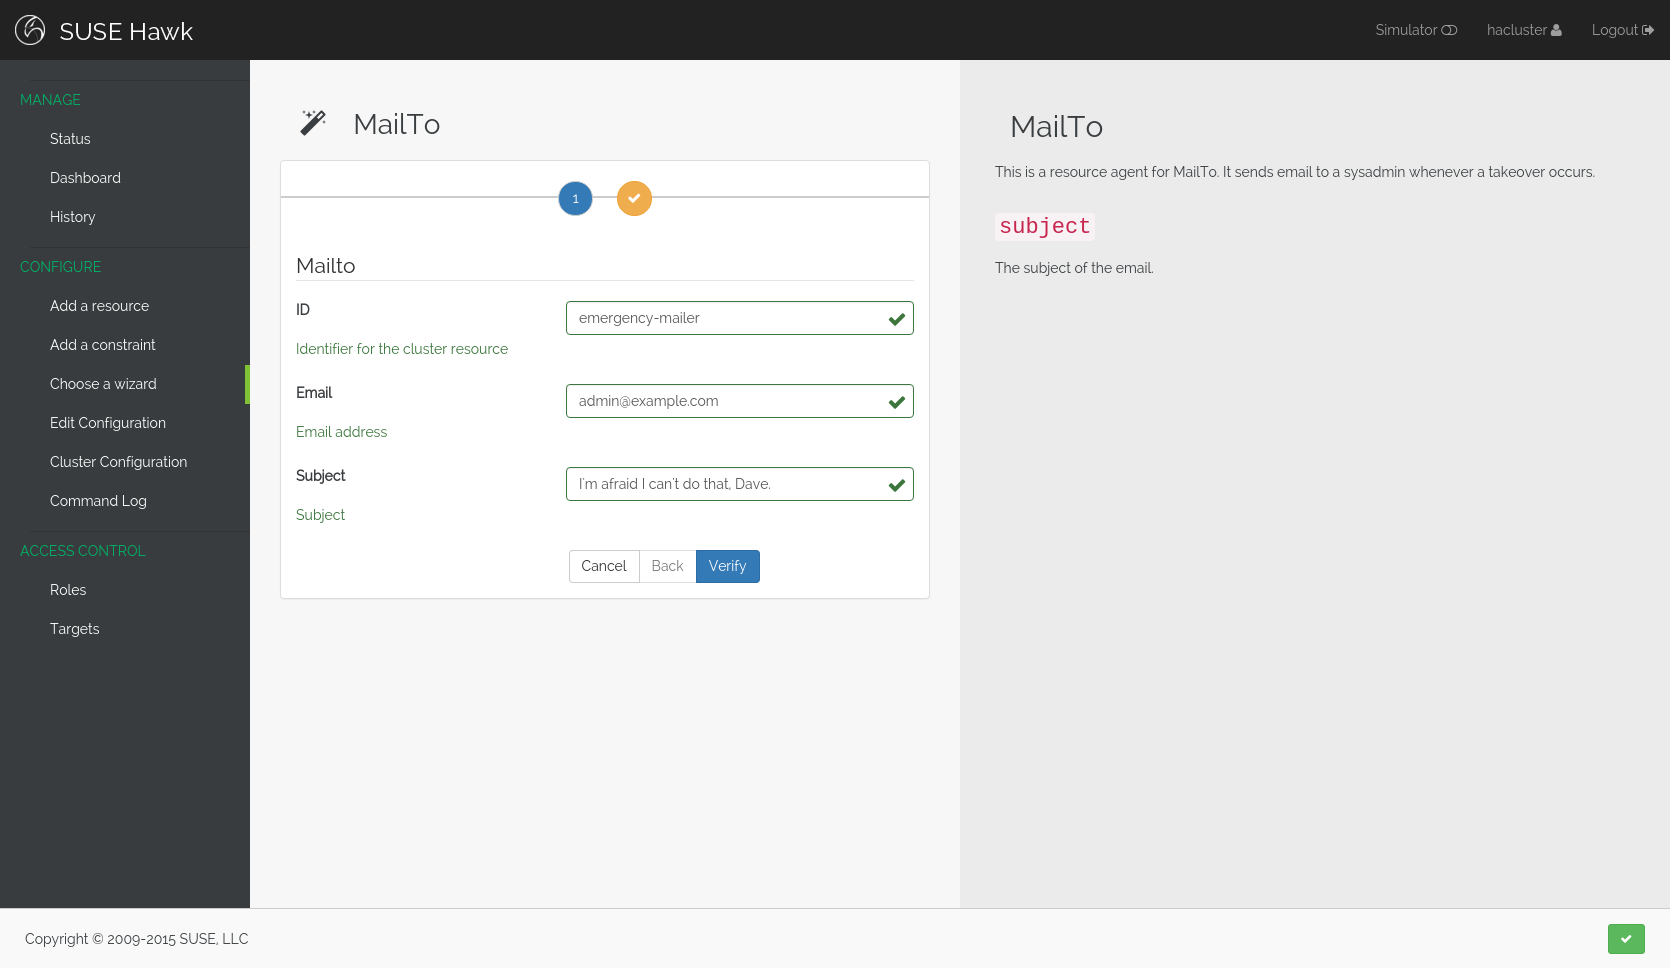 SUSE Hawk
Simulator
hacluster
Logout
MANAGE
Status
Dashboard
History
CONFIGURE
Add a resource
Add a constraint
Choose a wizard
Edit Configuration
Cluster Configuration
Command Log
ACCESS CONTROL
Roles
Targets
MailTo
1
Mailto
ID
emergency-mailer
Identifier for the cluster resource
Email
admin@example.com
Email address
Subject
I'm afraid I can't do that, Dave.
Subject
Cancel
Back
Verify
MailTo
This is a resource agent for MailTo. It sends email to a sysadmin whenever a takeover occurs.
subject
The subject of the email.
Copyright © 2009-2015 SUSE, LLC